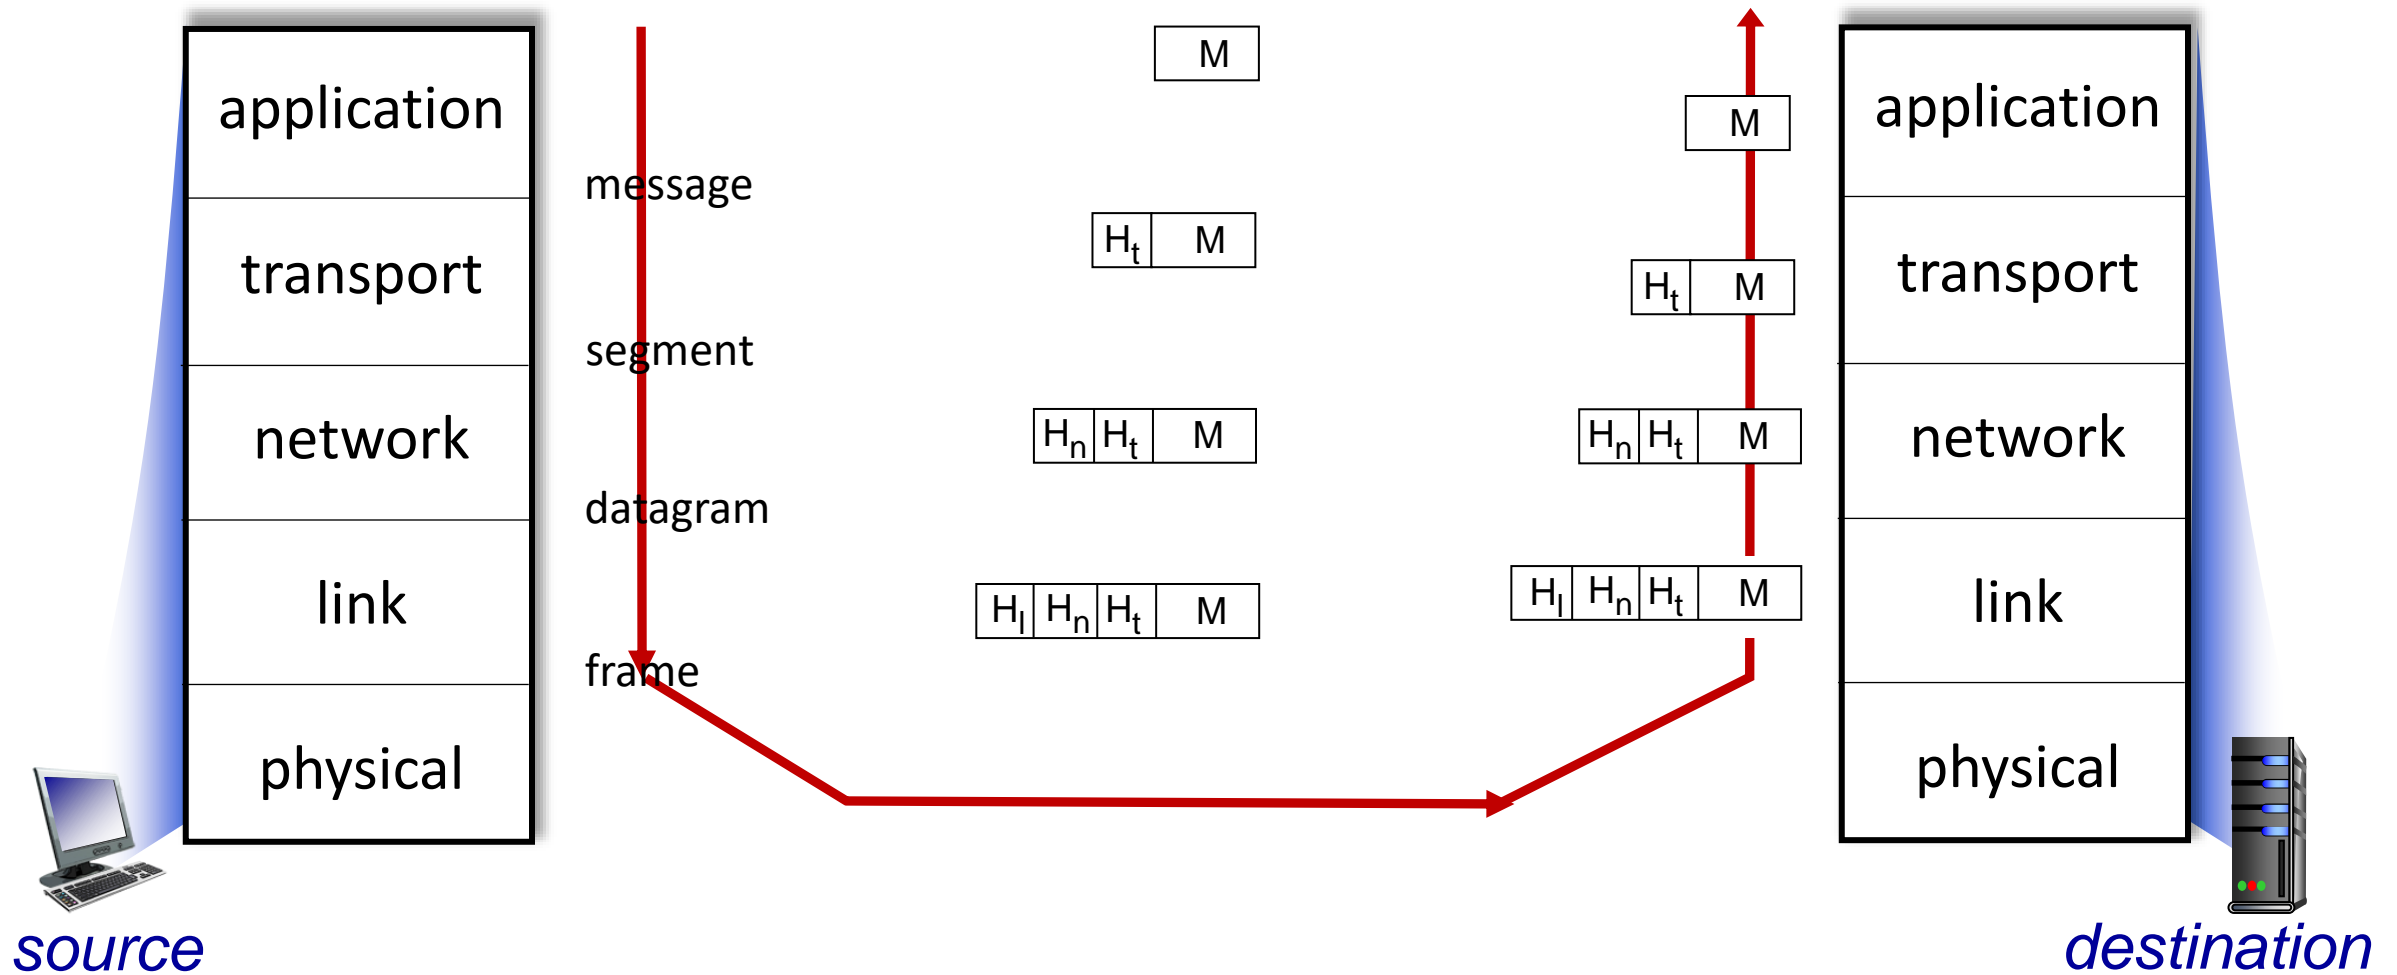 application
transport
network
link
physical
source
message
segment
datagram
frame
M
Ht M
Hn Ht M
Hl Hn Ht M
M
Ht M
Hn Ht M
Hl Hn Ht M
application
transport
network
link
physical
destination